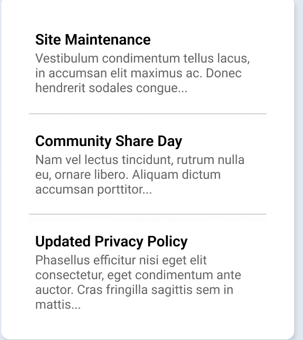 Site Maintenance
Vestibulum condimentum tellus lacus,
in accumsan elit maximus ac. Donec
hendrerit sodales congue...
Community Share Day
Nam vel lectus tincidunt, rutrum nulla
eu, ornare libero. Aliquam dictum
accumsan porttitor...
Updated Privacy Policy
Phasellus efficitur nisi eget elit
consectetur, eget condimentum ante
auctor. Cras fringilla sagittis sem in
mattis...